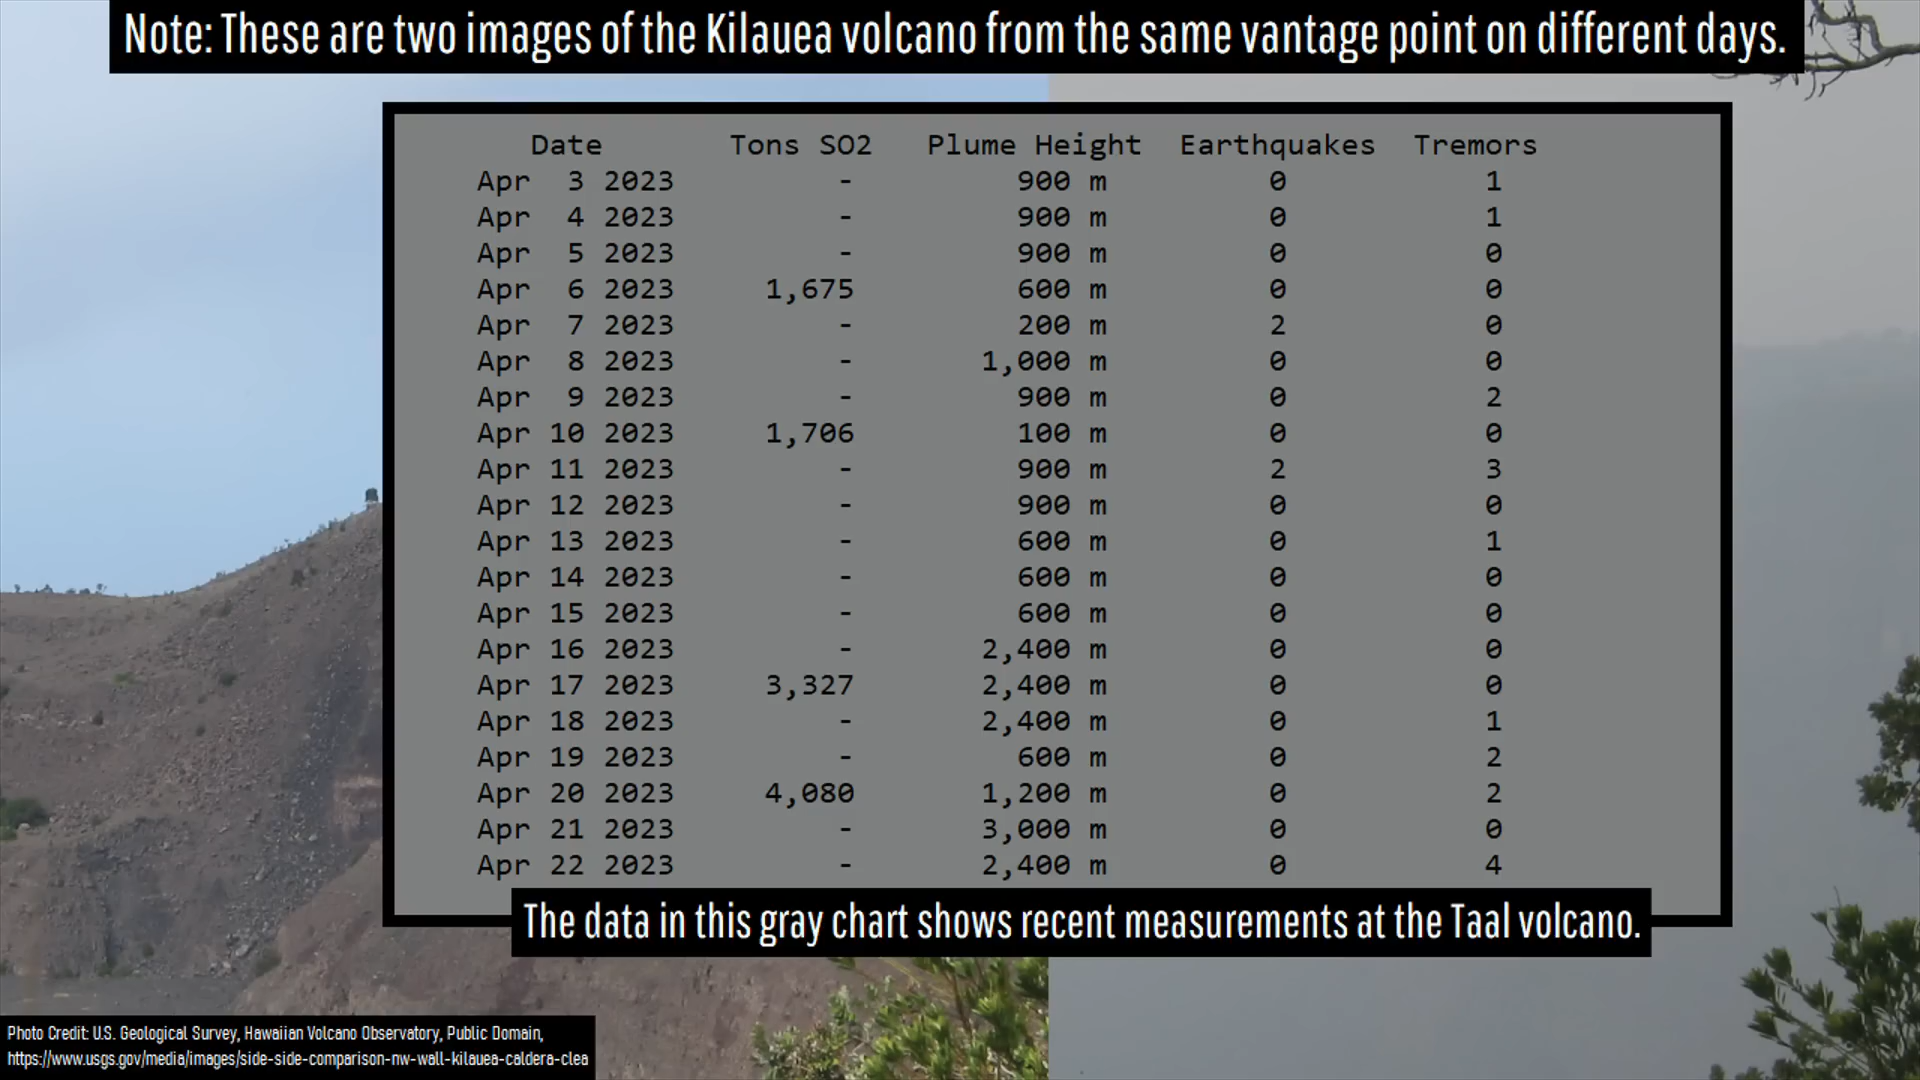 Note: These are two images of the Kilauea volcano from the same vantage point on different days.
Date Tons SO2 Plume Height Earthquakes Tremors
Apr 3 2023 - 900 m 0 1
Apr 4 2023 - 900 m 0 1
Apr 5 2023 - 900 m 0 0
Apr 6 2023 1,675 600 m 0 0
Apr 7 2023 - 200 m 2 0
Apr 8 2023 - 1,000 m 0 0
Apr 9 2023 - 900 m 0 2
Apr 10 2023 1,706 100 m 0 0
Apr 11 2023 - 900 m 2 3
Apr 12 2023 - 900 m 0 0
Apr 13 2023 - 600 m 0 1
Apr 14 2023 - 600 m 0 0
Apr 15 2023 - 600 m 0 0
Apr 16 2023 - 2,400 m 0 0
Apr 17 2023 3,327 2,400 m 0 0
Apr 18 2023 - 2,400 m 0 1
Apr 19 2023 - 600 m 0 2
Apr 20 2023 4,080 1,200 m 0 2
Apr 21 2023 - 3,000 m 0 0
Apr 22 2023 - 2,400 m 0 4
The data in this gray chart shows recent measurements at the Taal volcano.
Photo Credit: U.S. Geological Survey, Hawaiian Volcano Observatory, Public Domain,
https://www.usgs.gov/media/images/side-side-comparison-nw-wall-kilauea-caldera-clea